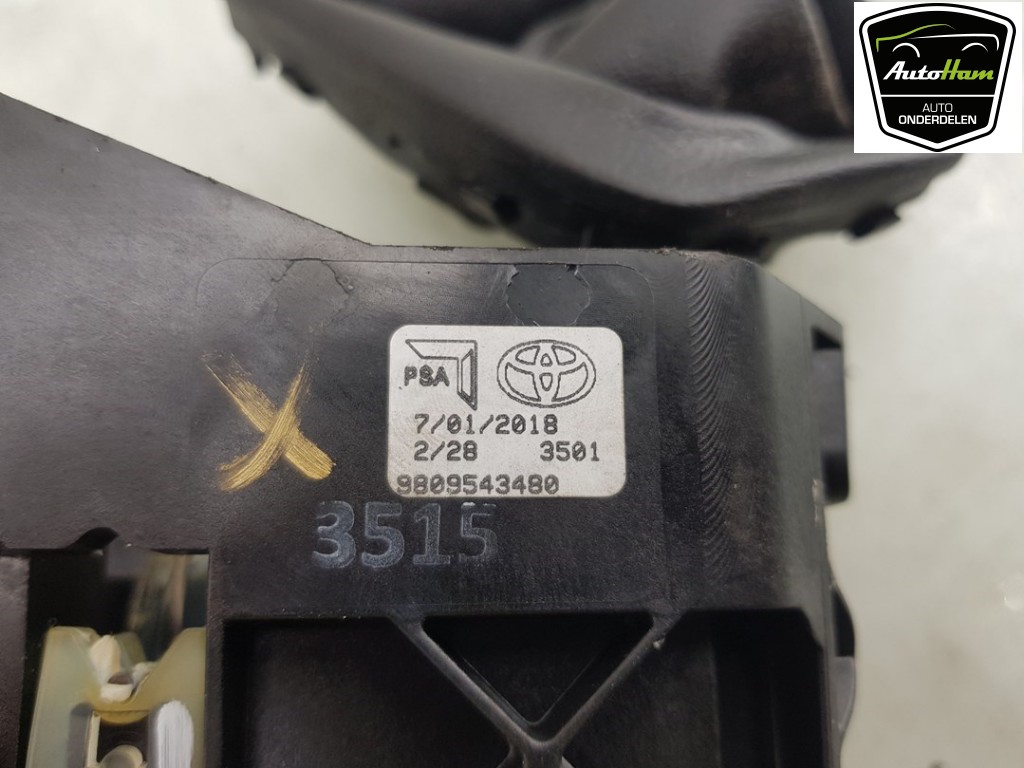 AutoHam
AUTO
ONDERDELEN
PSA
7/01/2018
2/28 3501
9809543480
3515
X